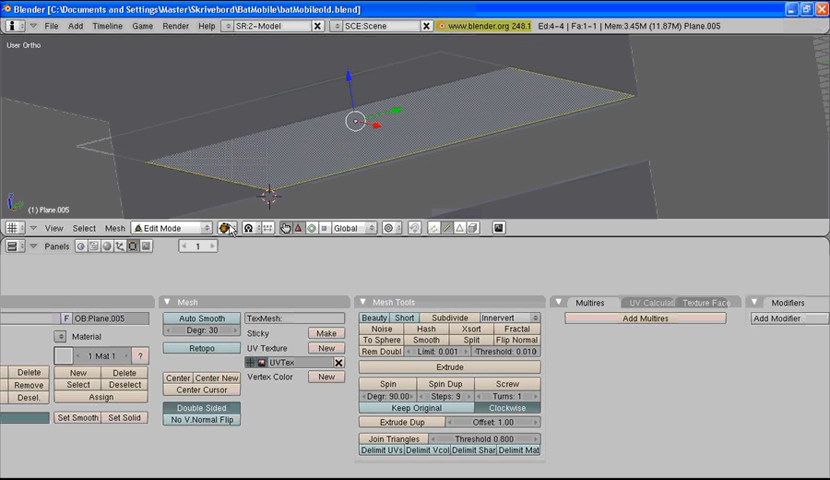 Blender [C:\Documents and Settings\Master\Skrivebord\BatMobile\batMobileold.blend]
File Add Timeline Game Render Help SR:2-Model SCE:Scene www.blender.org 248.1 Ed:4-4 | Fa:1-1 | Mem:3.45M (11.87M) Plane.005
User Ortho
(1) Plane.005
View Select Mesh Edit Mode Global
Panels 1
Mesh Mesh Tools Multires UV Calculati Texture Face Modifiers
F OB:Plane.005 Auto Smooth TexMesh: Beauty Short Subdivide Innervert Add Multires Add Modifier
Degr: 30 Sticky Make Noise Hash Xsort Fractal
Material Retopo UV Texture New To Sphere Smooth Split Flip Normal
1 Mat 1 ? UVTex Rem Doubl Limit: 0.001 Threshold: 0.010
Delete New Delete Center Center New Vertex Color New Extrude
Remove Select Deselect Center Cursor Spin Spin Dup Screw
Desel. Assign Degr: 90.00 Steps: 9 Turns: 1
Double Sided Keep Original Clockwise
Set Smooth Set Solid No V.Normal Flip Extrude Dup Offset: 1.00
Join Triangles Threshold 0.800
Delimit UVs Delimit Vcol Delimit Shar Delimit Mat